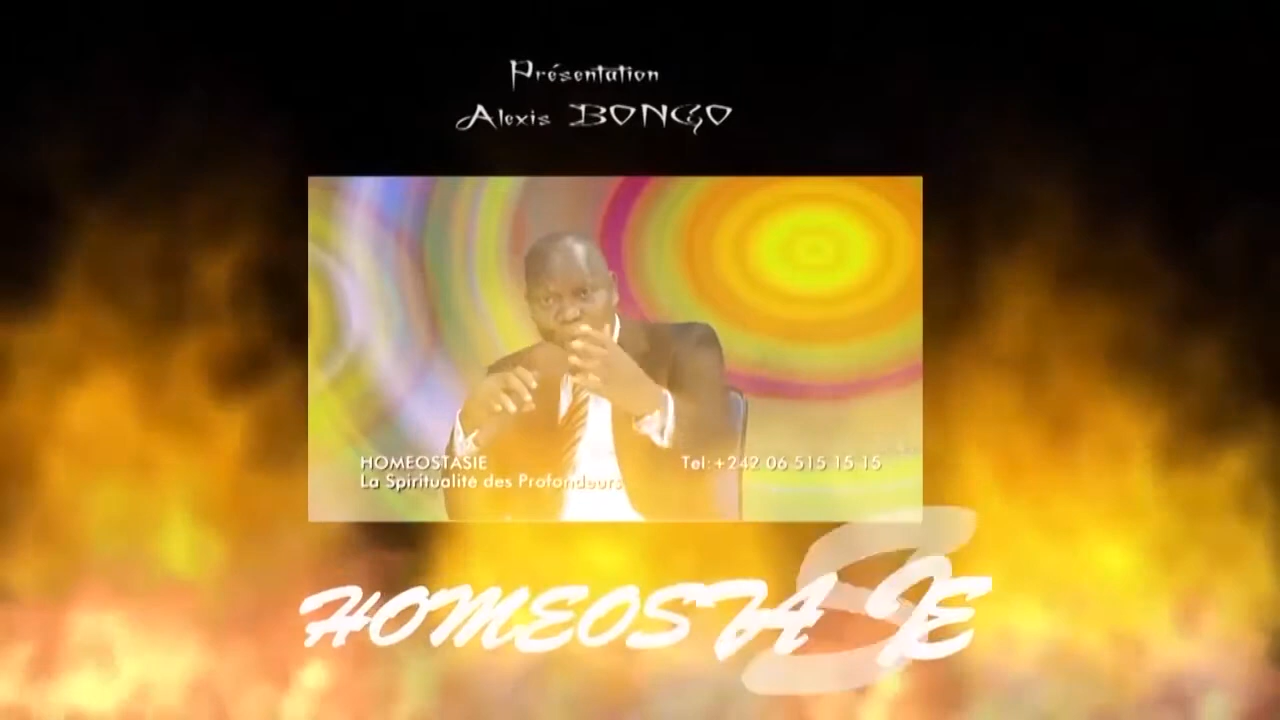 Présentation
Alexis BONGO
HOMEOSTASIE
La Spiritualité des Profondeurs
Tel:+242 06 515 15 15
HOMEOSTASIE